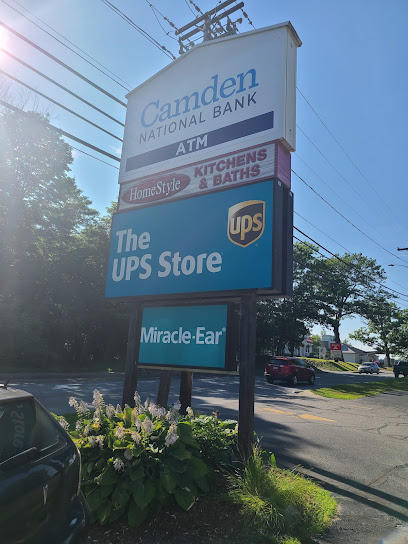 Camden
NATIONAL BANK
ATM
HomeStyle KITCHENS
& BATHS
The
UPS Store
ups
Miracle-Ear®